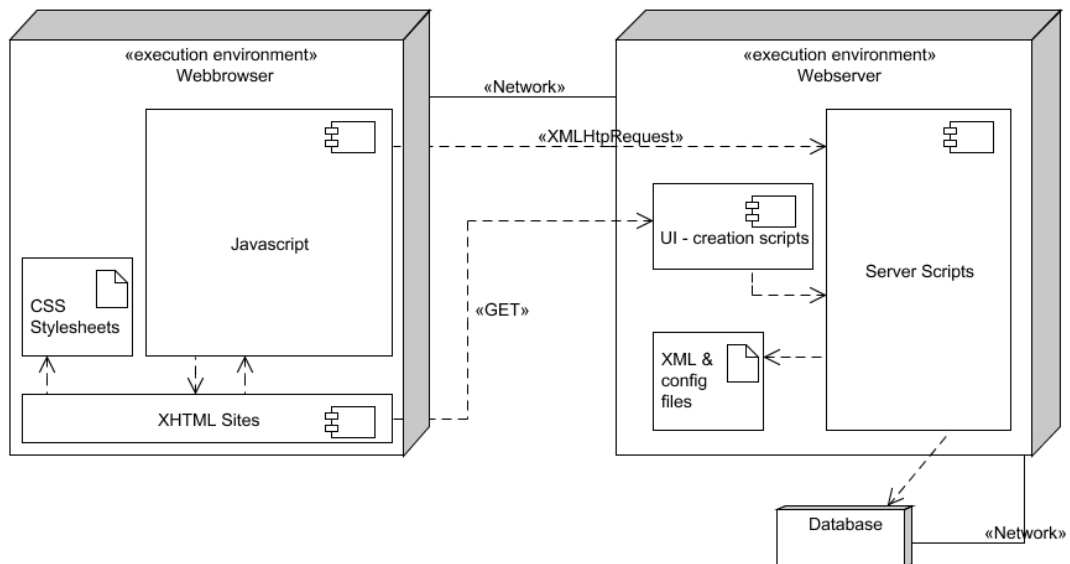 «execution environment»
Webbrowser
«execution environment»
Webserver
«Network»
«XMLHtpRequest»
Javascript
UI - creation scripts
Server Scripts
CSS
Stylesheets
«GET»
XML &
config
files
XHTML Sites
Database
«Network»